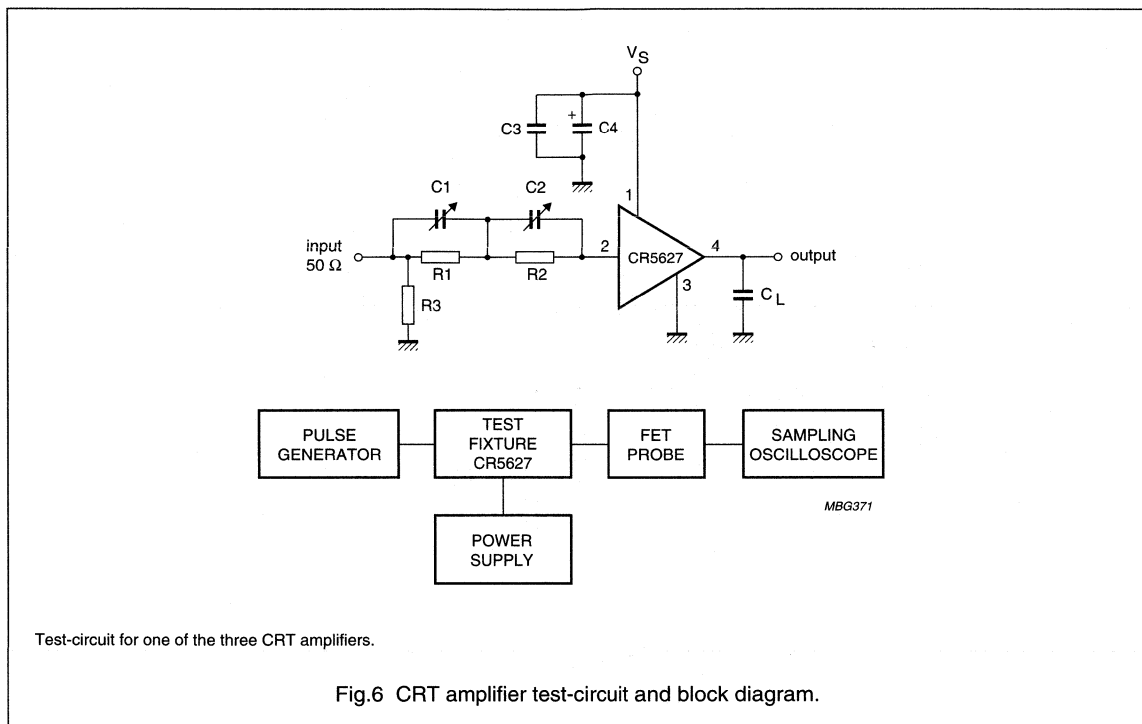 VS
C3
+
C4
C1
C2
1
input
50 Ω
R1
R2
2
CR5627
4
output
3
R3
CL
PULSE
GENERATOR
TEST
FIXTURE
CR5627
FET
PROBE
SAMPLING
OSCILLOSCOPE
MBG371
POWER
SUPPLY
Test-circuit for one of the three CRT amplifiers.
Fig.6 CRT amplifier test-circuit and block diagram.